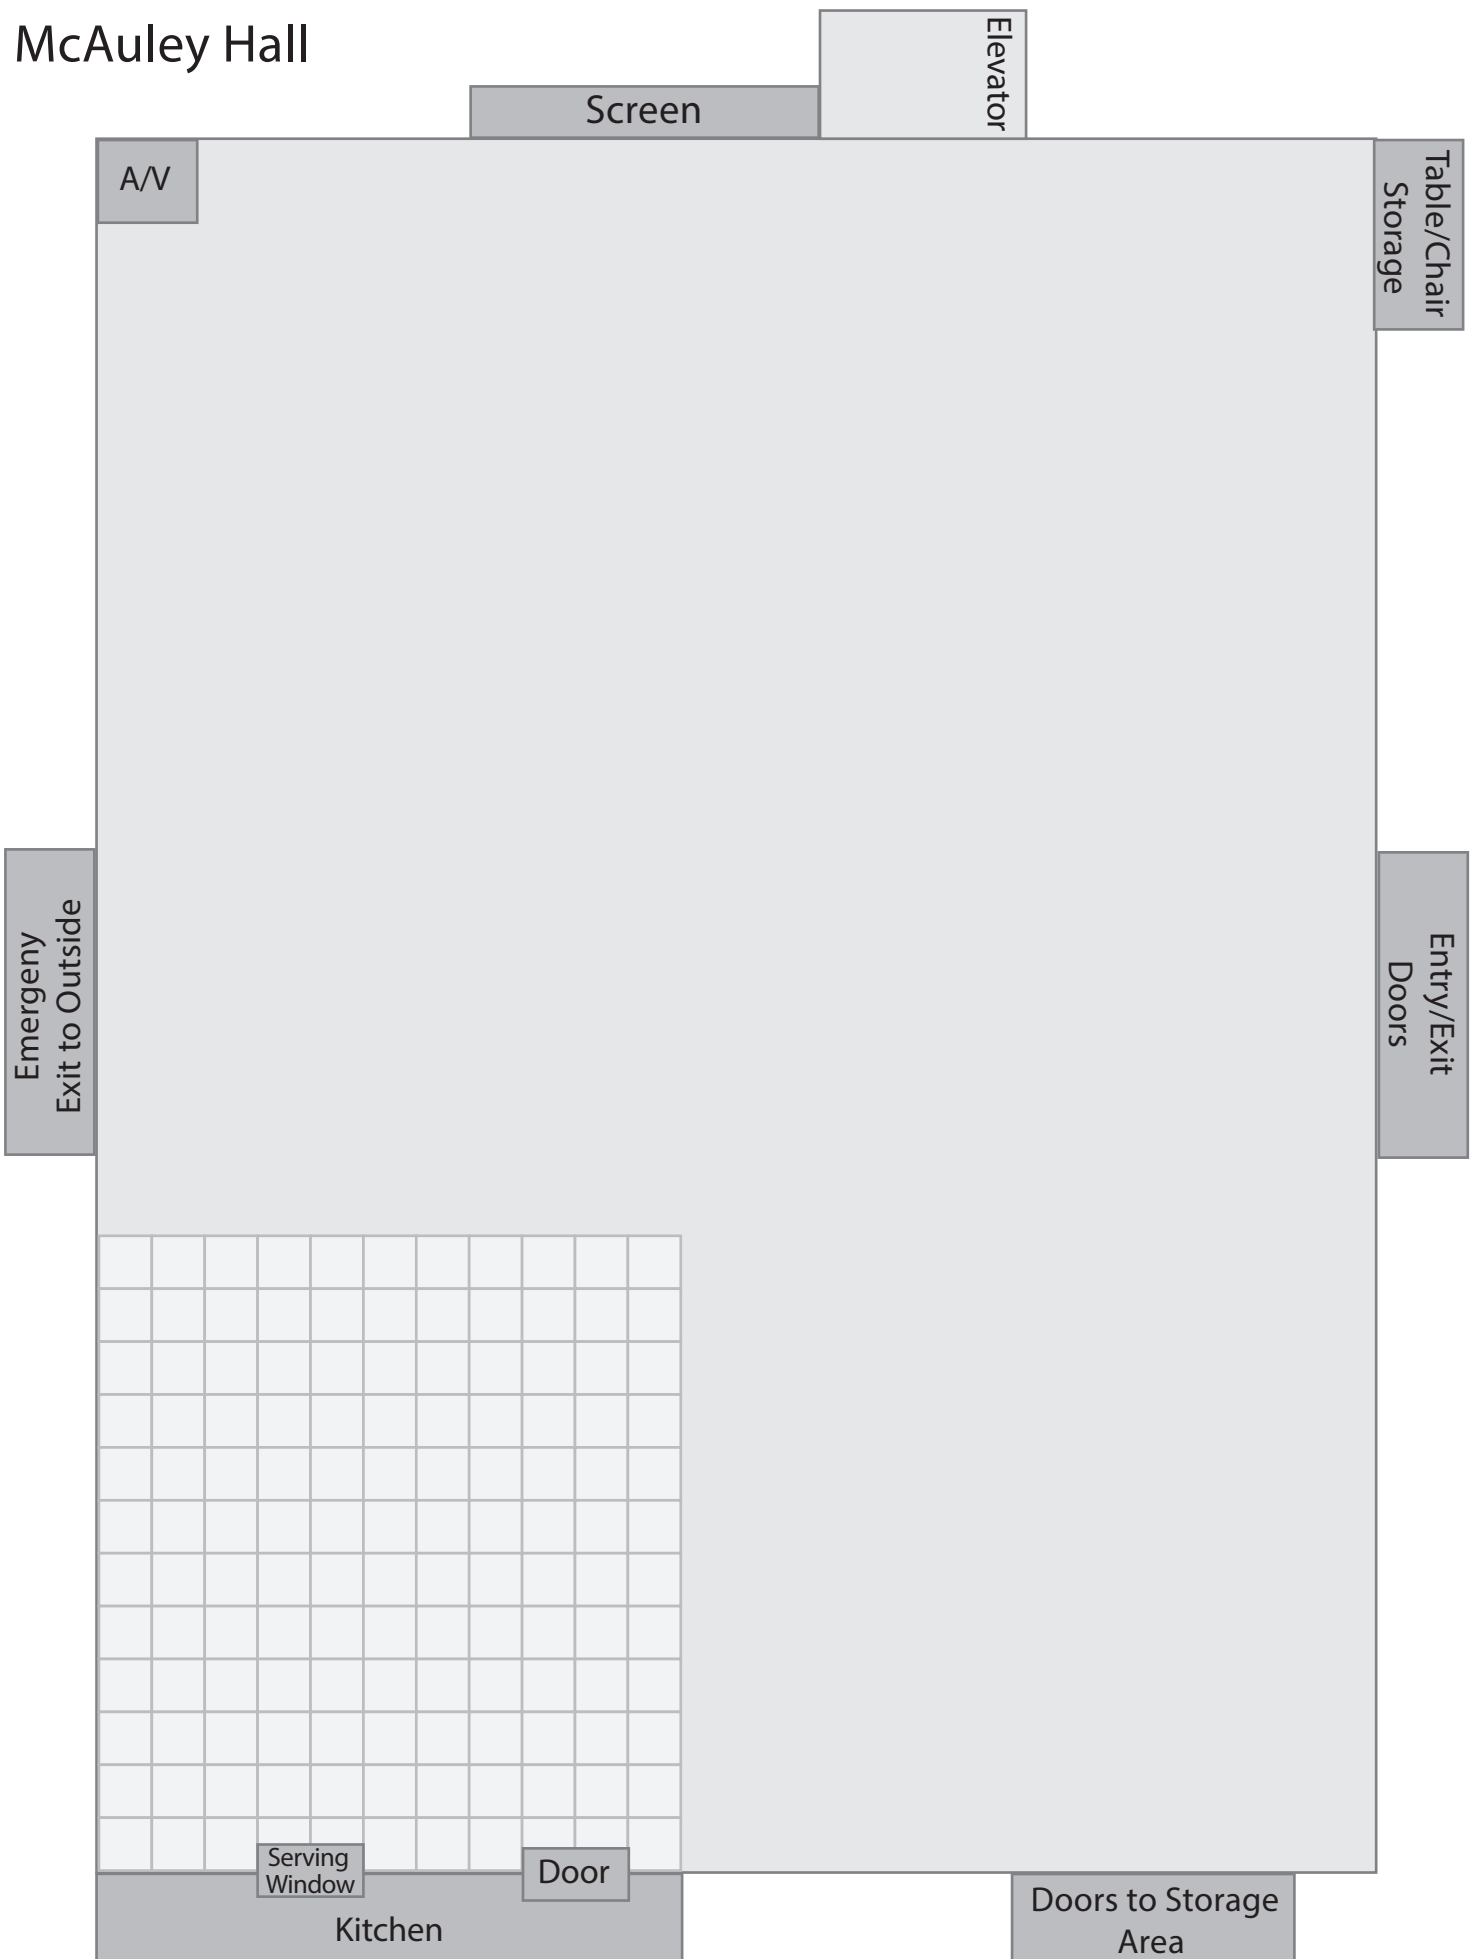 McAuley Hall
Elevator
Screen
A/V
Table/Chair
Storage
Emergeny
Exit to Outside
Entry/Exit
Doors
Serving
Window
Door
Kitchen
Doors to Storage
Area